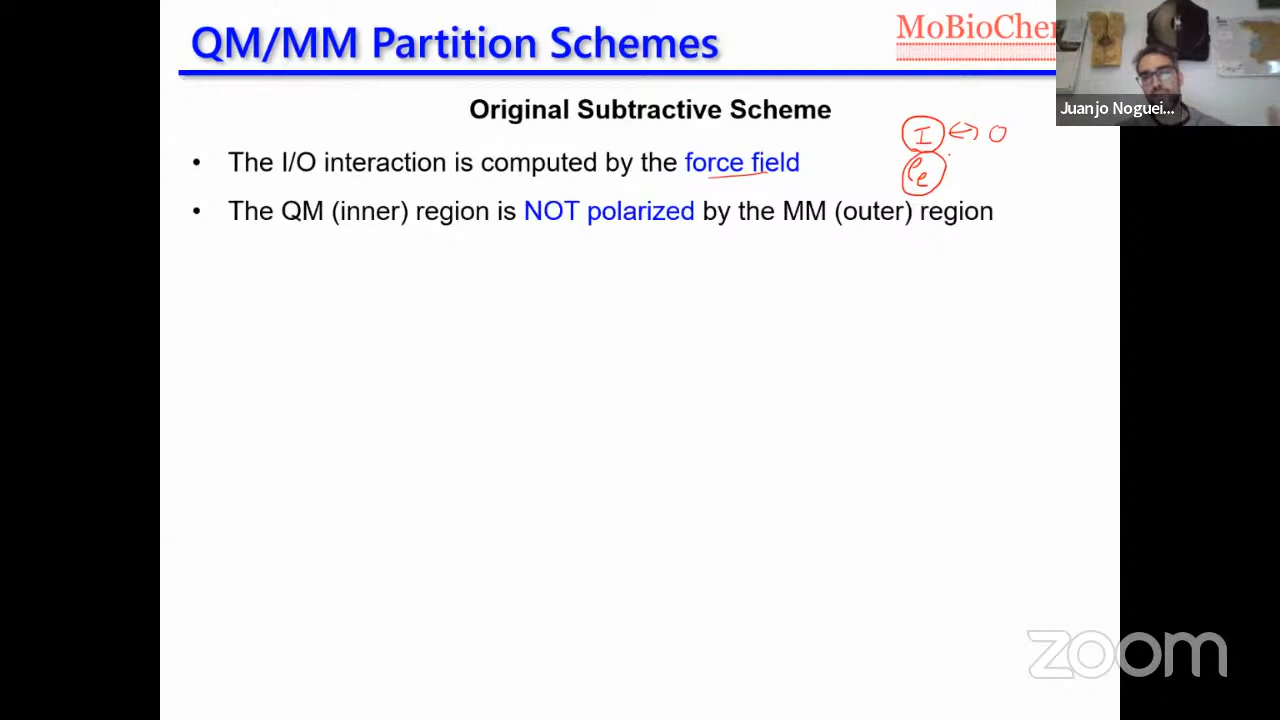 QM/MM Partition Schemes
MoBioChem
Juanjo Noguei...
Original Subtractive Scheme
I ↔ O
• The I/O interaction is computed by the force field
ρe
• The QM (inner) region is NOT polarized by the MM (outer) region
zoom